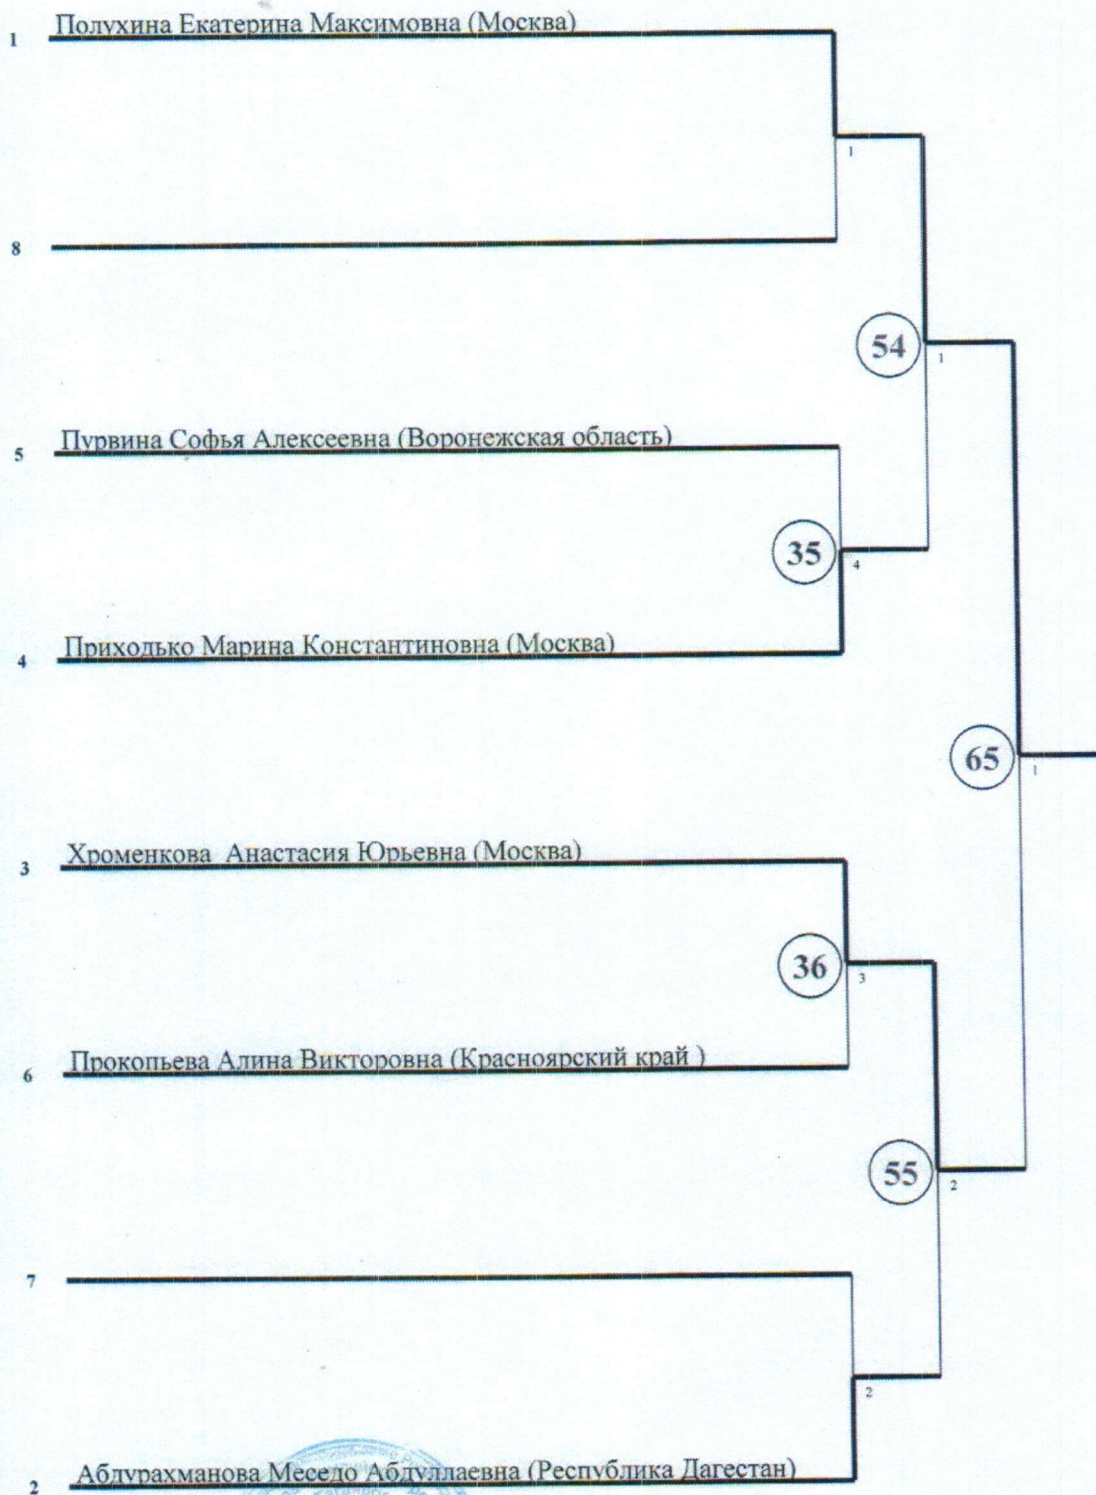 1 Полухина Екатерина Максимовна (Москва)
1
8
54
1
5 Пурвина Софья Алексеевна (Воронежская область)
35
4
4 Приходько Марина Константиновна (Москва)
65
1
3 Хроменкова Анастасия Юрьевна (Москва)
36
3
6 Прокопьева Алина Викторовна (Красноярский край )
55
2
7
2
2 Абдурахманова Меседо Абдуллаевна (Республика Дагестан)